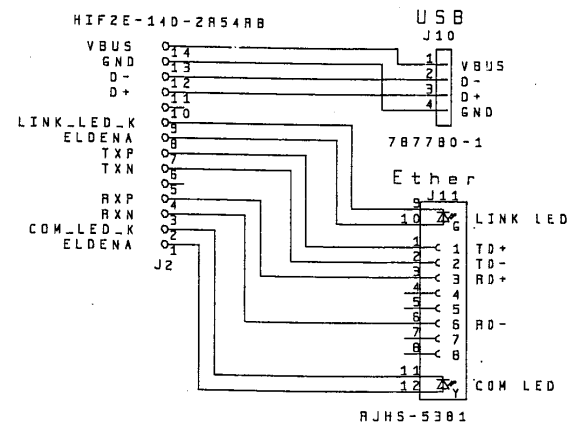 HIF2E-14D-2R54RB
USB
J10
VBUS 14
GND 13
D- 12
D+ 11
10
LINK_LED_K 9
ELDENA 8
TXP 7
TXN 6
5
RXP 4
RXN 3
COM_LED_K 2
ELDENA 1
J2
1 VBUS
2 D-
3 D+
4 GND
787780-1
Ether
J11
9
10 G LINK LED
1 1 TD+
2 2 TD-
3 3 RD+
4 4
5 5
6 6 RD-
7 7
8 8
11
12 Y COM LED
RJHS-5381